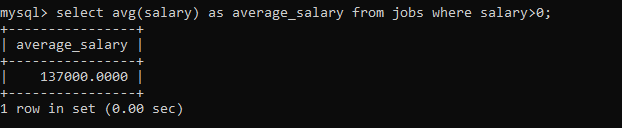 mysql> select avg(salary) as average_salary from jobs where salary>0;
+----------------+
| average_salary |
+----------------+
|    137000.0000 |
+----------------+
1 row in set (0.00 sec)